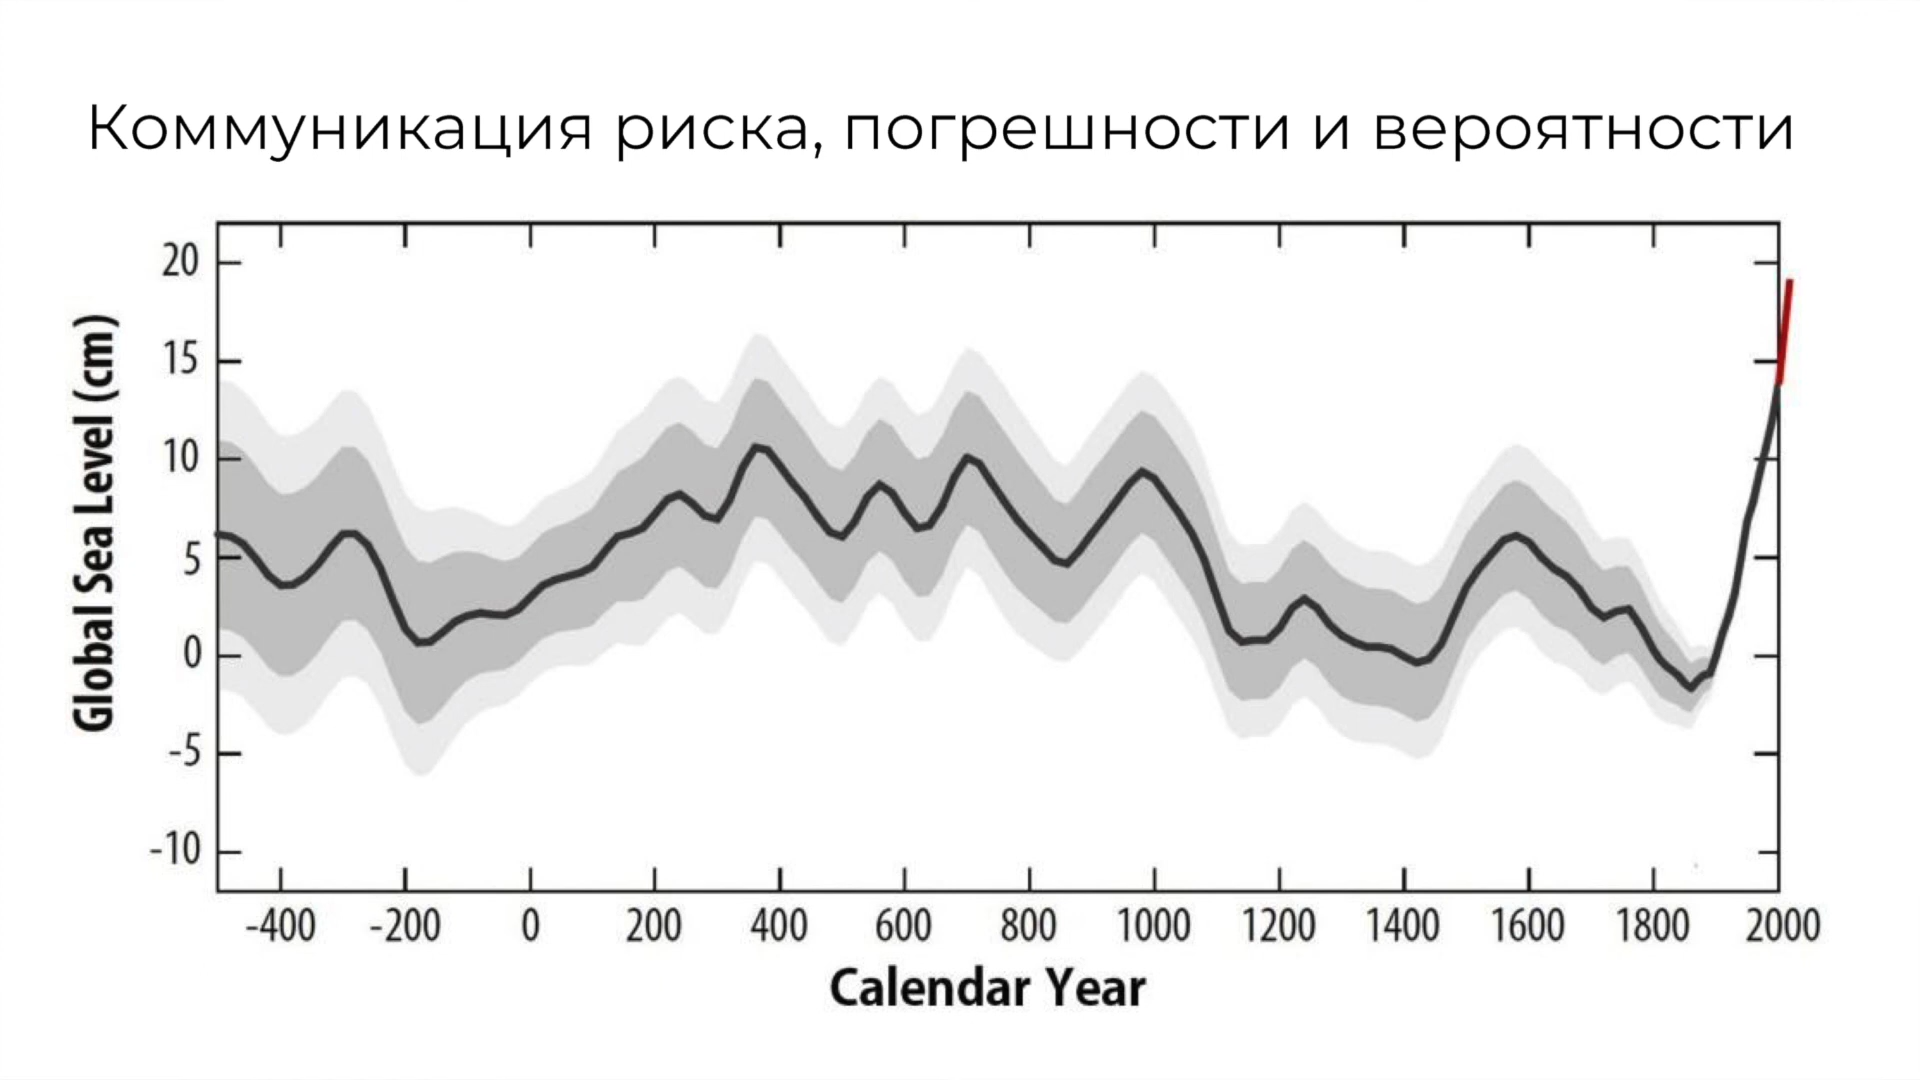 Коммуникация риска, погрешности и вероятности
Global Sea Level (cm)
20
15
10
5
0
-5
-10
-400 -200 0 200 400 600 800 1000 1200 1400 1600 1800 2000
Calendar Year